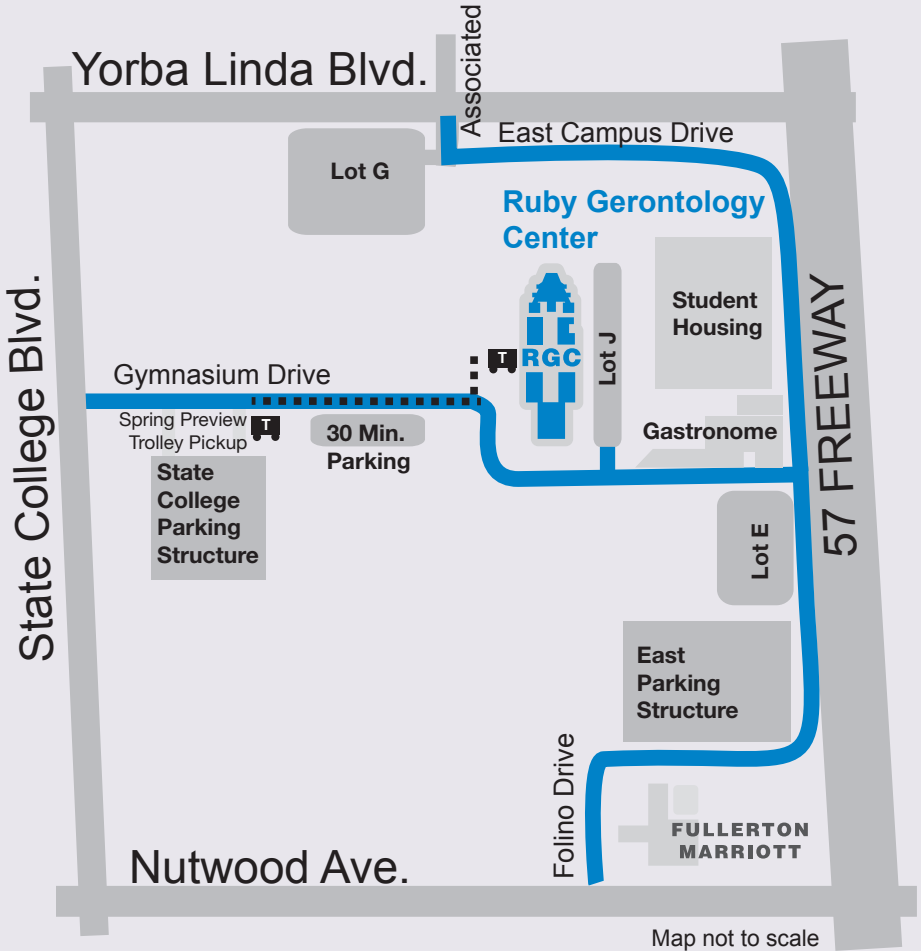 Yorba Linda Blvd.
Associated
East Campus Drive
Lot G
Ruby Gerontology
Center
Student
Housing
57 FREEWAY
State College Blvd.
Gymnasium Drive
T
RGC
Lot J
Spring Preview
Trolley Pickup
T
30 Min.
Parking
Gastronome
State
College
Parking
Structure
Lot E
East
Parking
Structure
Folino Drive
FULLERTON
MARRIOTT
Nutwood Ave.
Map not to scale